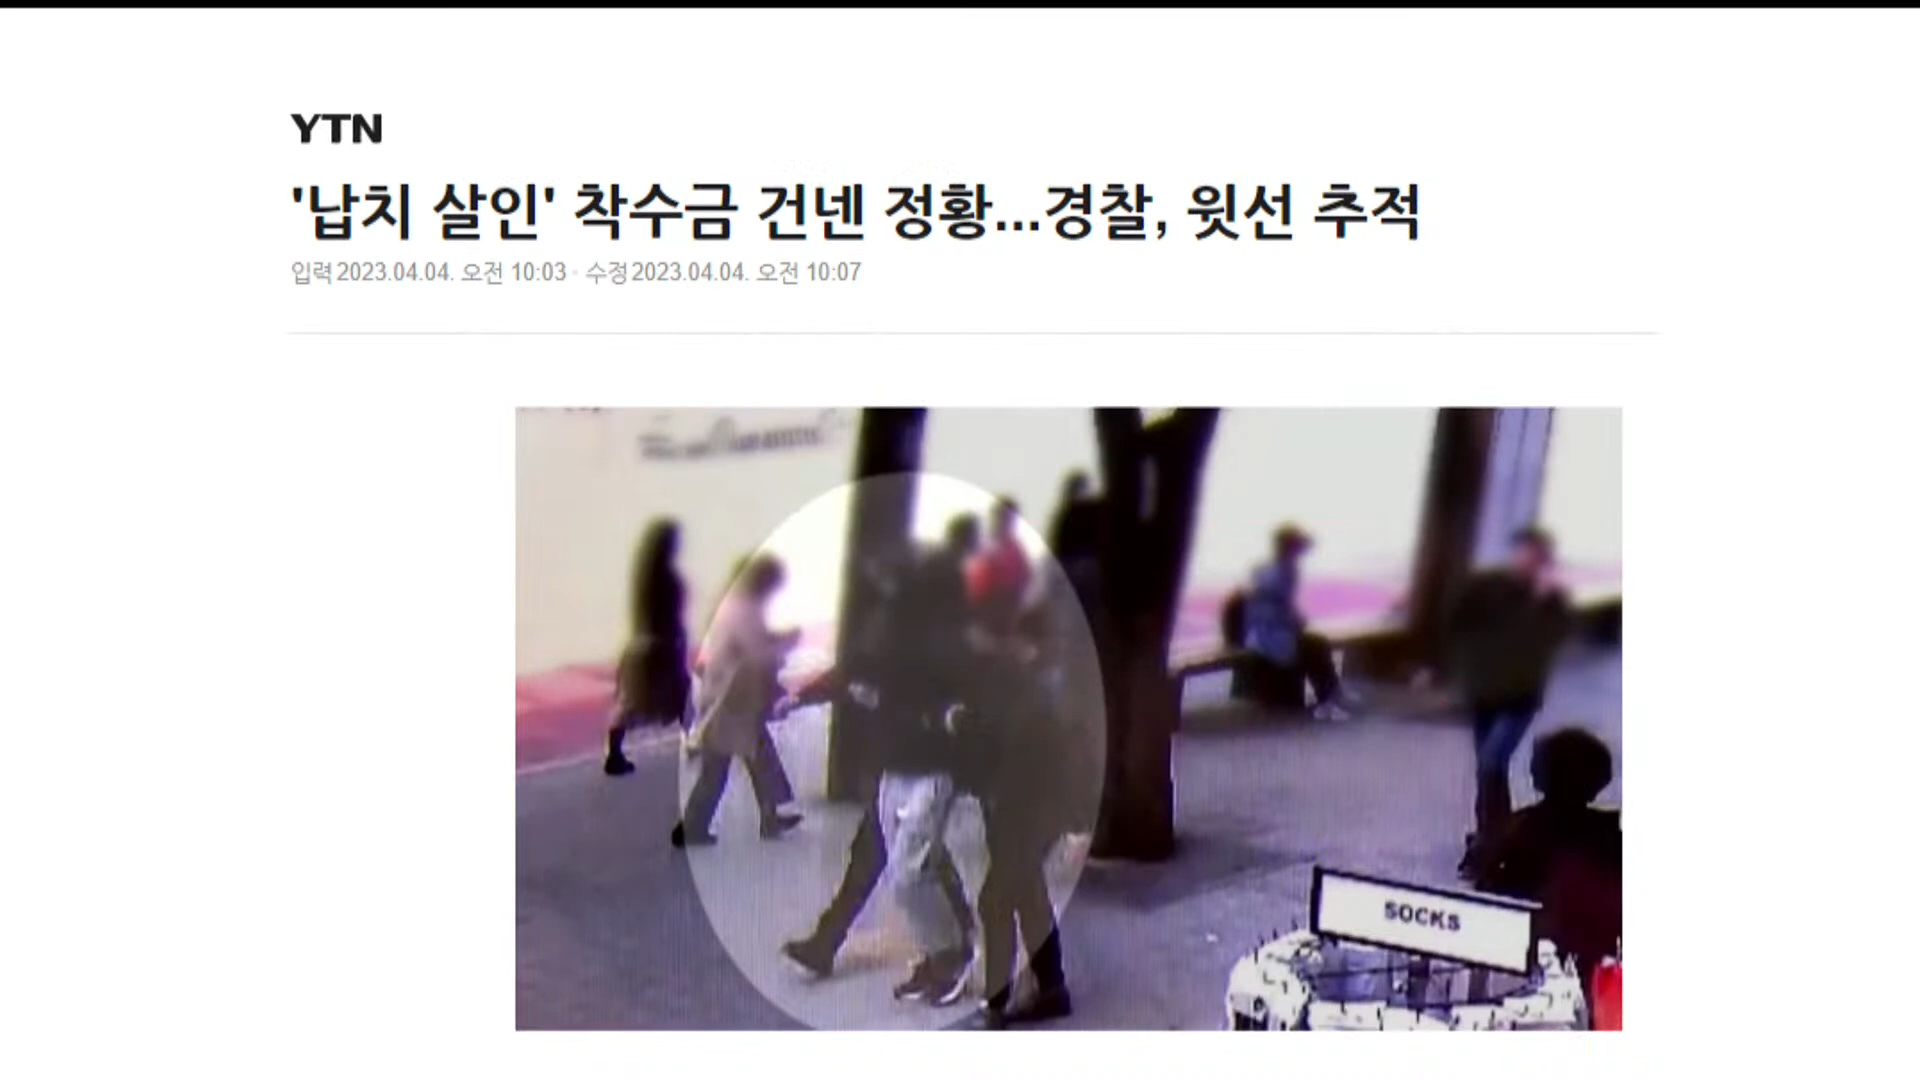 YTN
'납치 살인' 착수금 건넨 정황...경찰, 윗선 추적
입력 2023.04.04. 오전 10:03 · 수정 2023.04.04. 오전 10:07
SOCKS